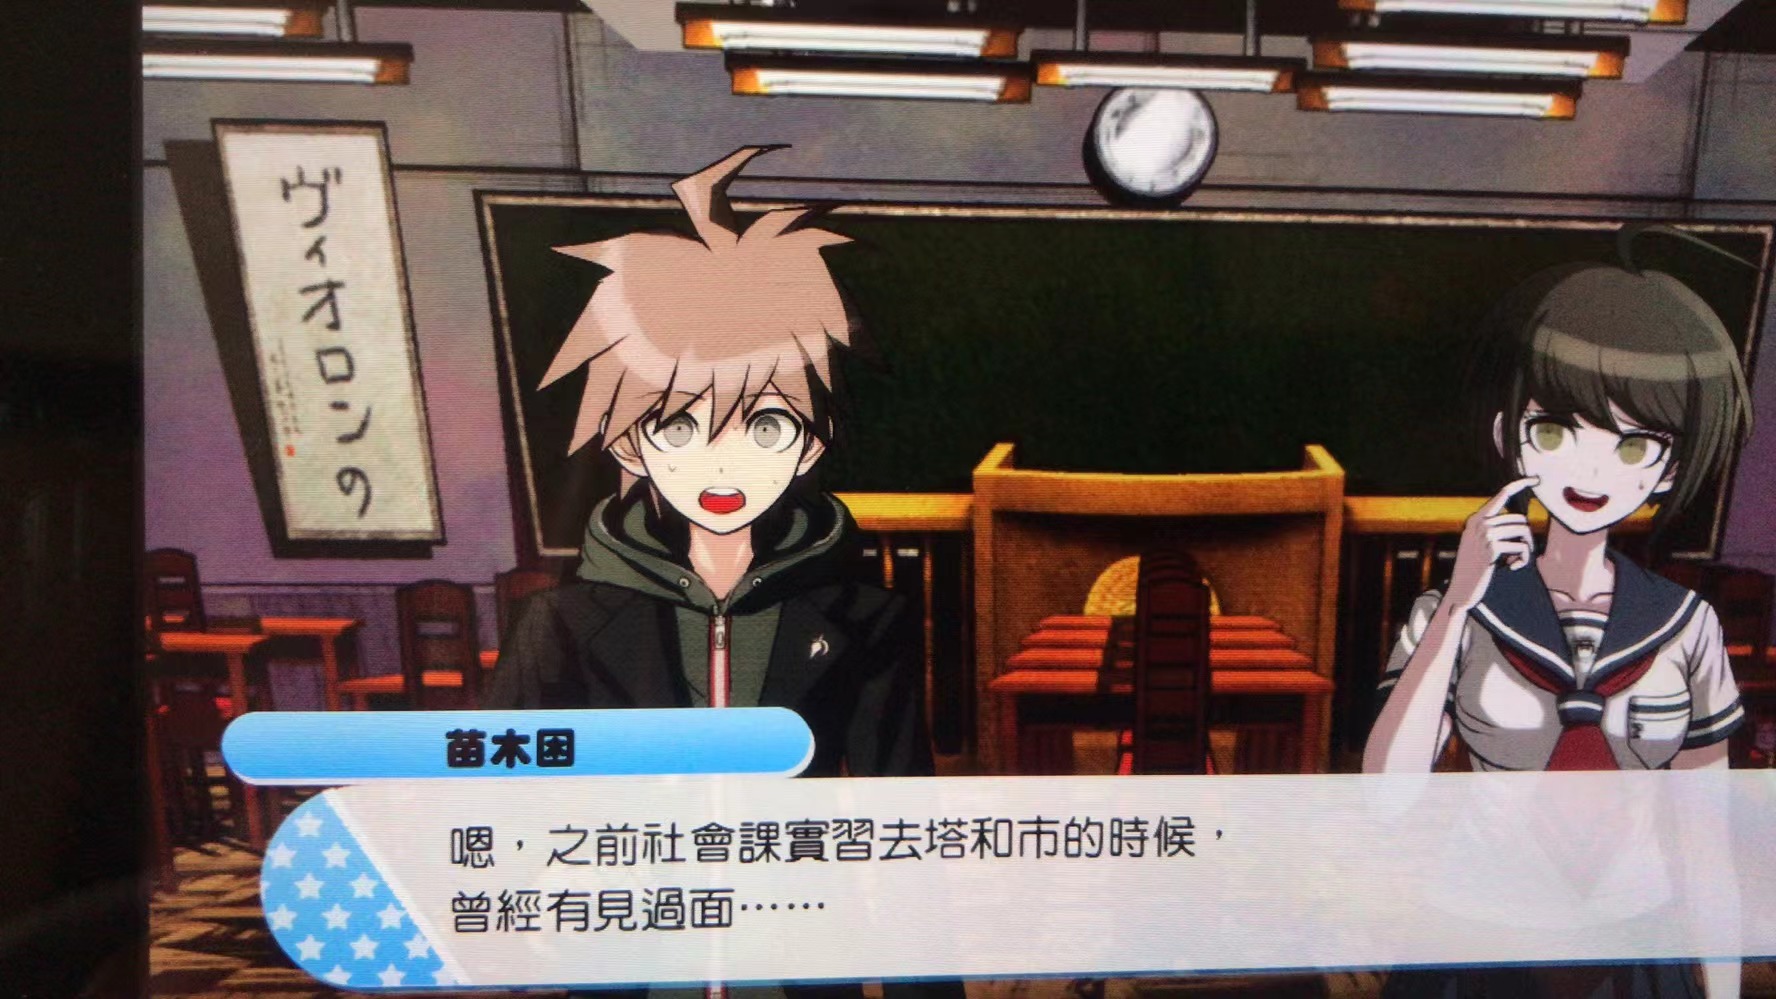 ヴィオロンの
苗木困
嗯，之前社會課實習去塔和市的時候，
曾經有見過面……